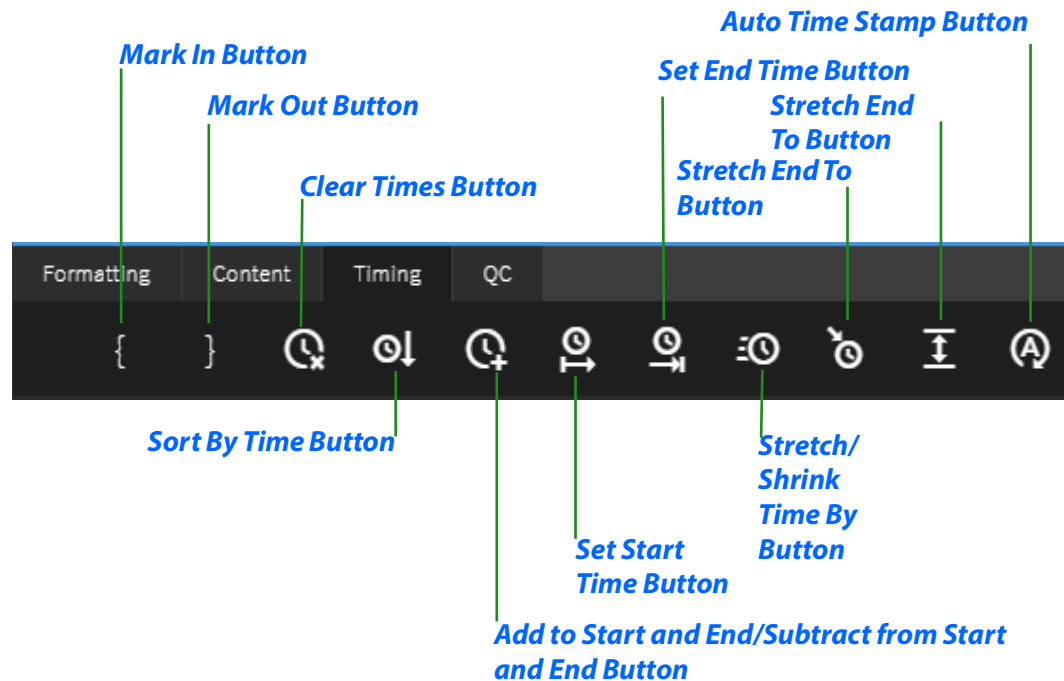 Auto Time Stamp Button
Mark In Button
Set End Time Button
Mark Out Button
Stretch End
To Button
Stretch End To
Button
Clear Times Button
Formatting Content Timing QC
{ }
A
Sort By Time Button
Stretch/
Shrink
Time By
Button
Set Start
Time Button
Add to Start and End/Subtract from Start
and End Button